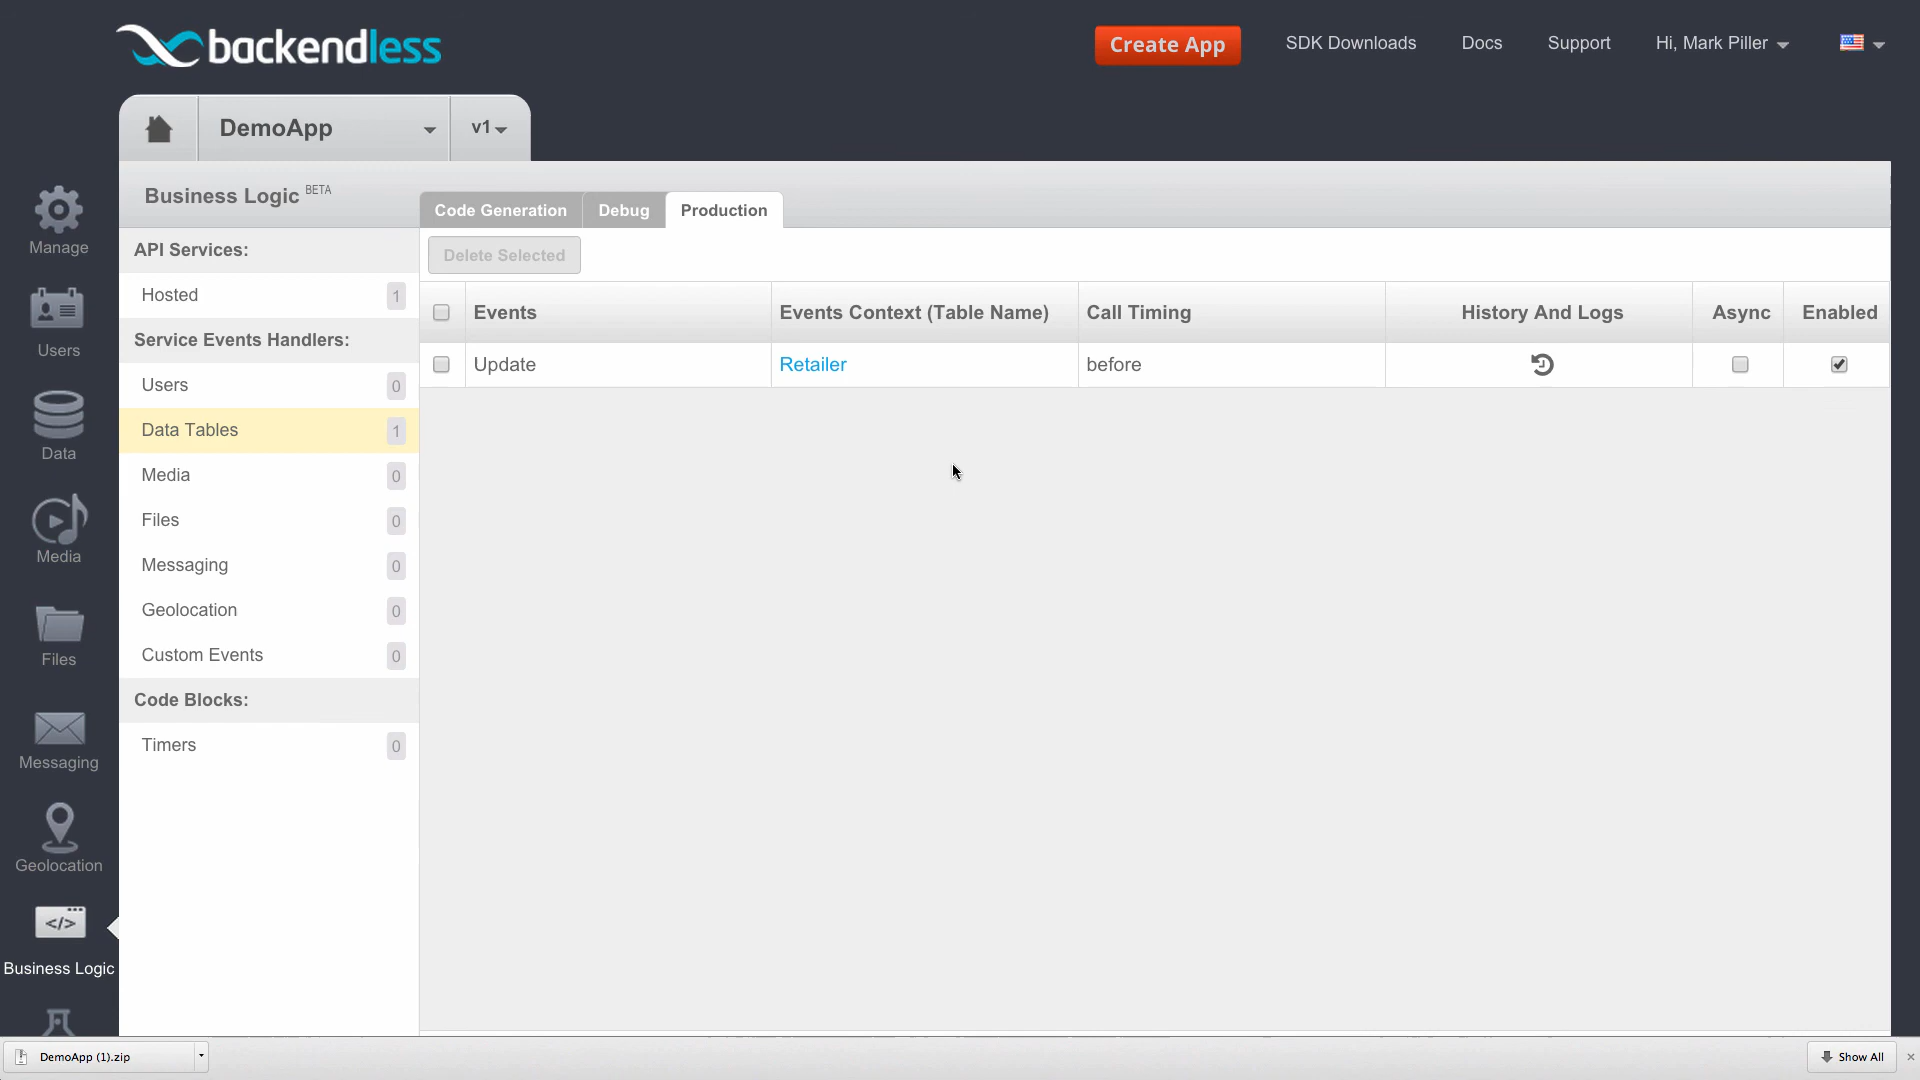 backendless
Create App
SDK Downloads
Docs
Support
Hi, Mark Piller
DemoApp
v1
Business Logic BETA
Code Generation
Debug
Production
Manage
Users
Data
Media
Files
Messaging
Geolocation
Business Logic
API Services:
Hosted 1
Service Events Handlers:
Users 0
Data Tables 1
Media 0
Files 0
Messaging 0
Geolocation 0
Custom Events 0
Code Blocks:
Timers 0
Delete Selected
Events Events Context (Table Name) Call Timing History And Logs Async Enabled
Update Retailer before
DemoApp (1).zip
Show All